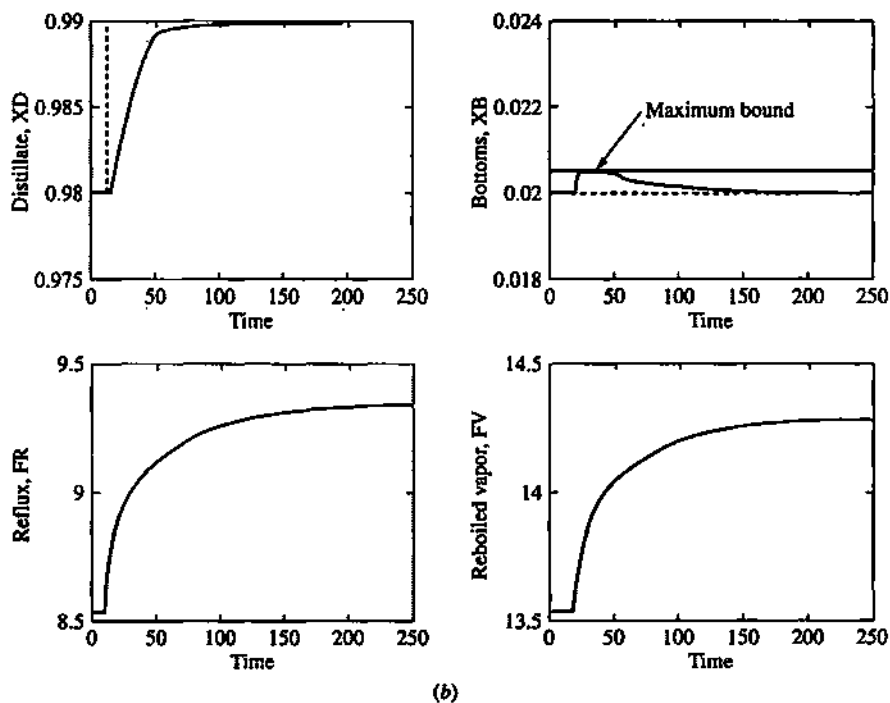 0.99
0.985
0.98
0.975
Distillate, XD
0 50 100 150 200 250
Time
0.024
0.022
0.02
0.018
Bottoms, XB
Maximum bound
0 50 100 150 200 250
Time
9.5
9
8.5
Reflux, FR
0 50 100 150 200 250
Time
14.5
14
13.5
Reboiled vapor, FV
0 50 100 150 200 250
Time
(b)